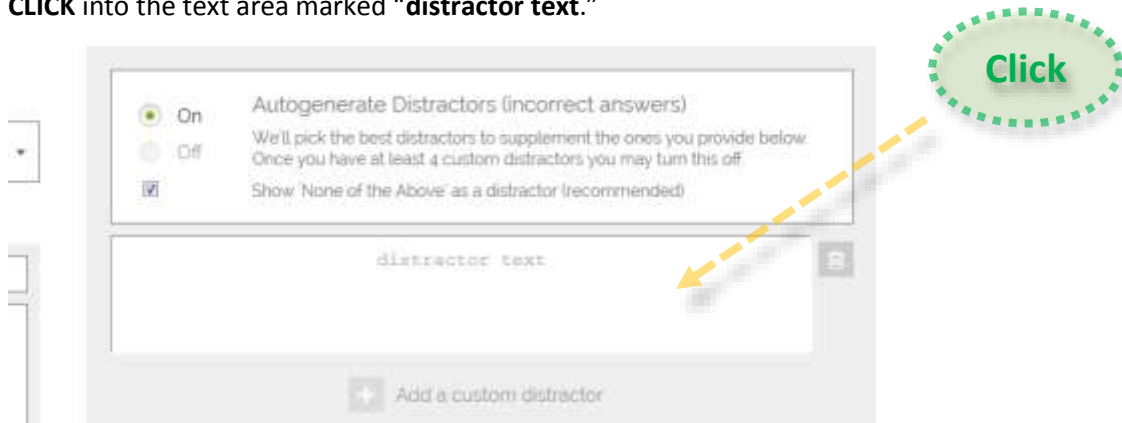 CLICK into the text area marked "distractor text."
Click
On
Autogenerate Distractors (incorrect answers)
We'll pick the best distractors to supplement the ones you provide below.
Off
Once you have at least 4 custom distractors you may turn this off.
Show 'None of the Above' as a distractor (recommended)
distractor text
Add a custom distractor